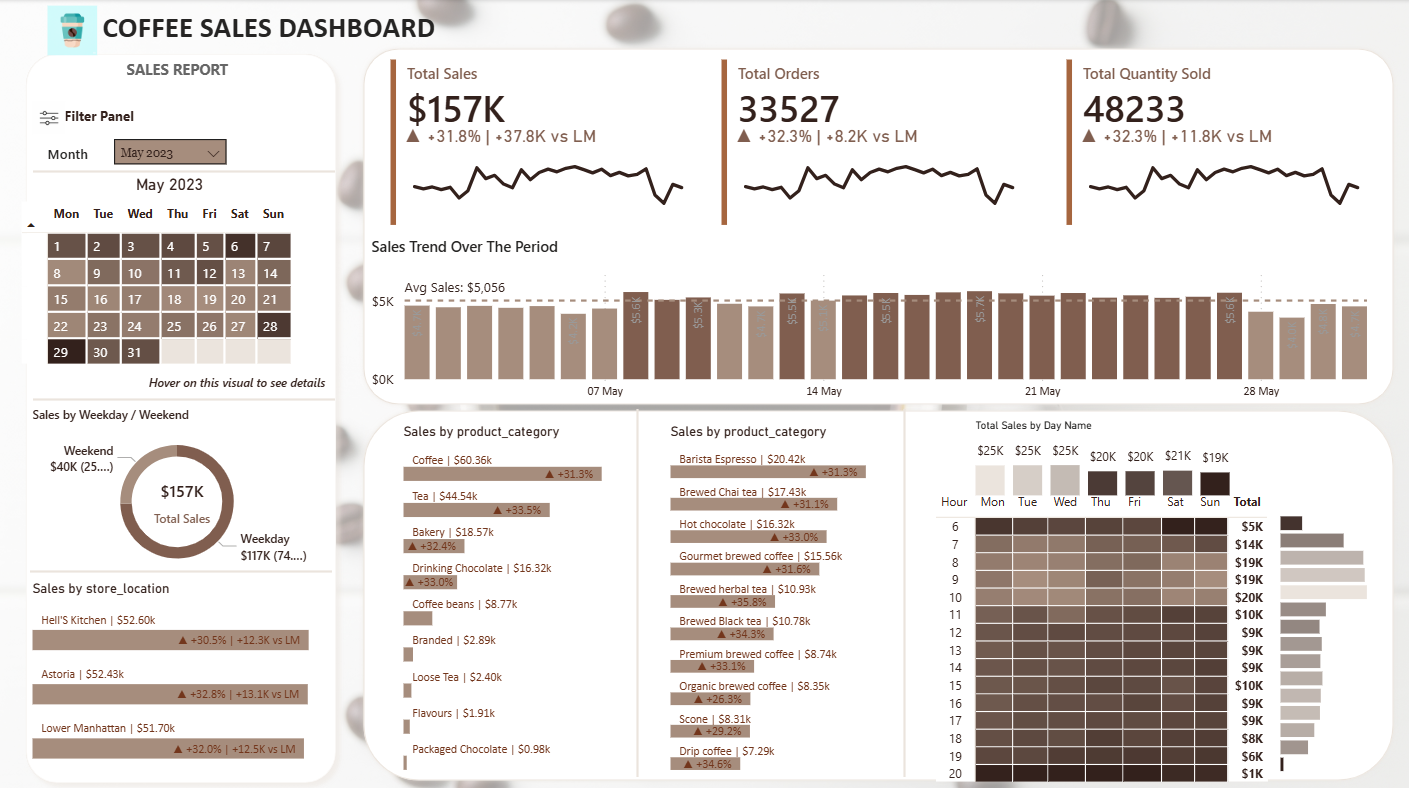 COFFEE SALES DASHBOARD
SALES REPORT
Filter Panel
Month
May 2023
May 2023
Mon Tue Wed Thu Fri Sat Sun
1 2 3 4 5 6 7
8 9 10 11 12 13 14
15 16 17 18 19 20 21
22 23 24 25 26 27 28
29 30 31
Hover on this visual to see details
Sales by Weekday / Weekend
Weekend
$40K (25....)
$157K
Total Sales
Weekday
$117K (74....)
Sales by store_location
Hell'S Kitchen | $52.60k
▲ +30.5% | +12.3K vs LM
Astoria | $52.43k
▲ +32.8% | +13.1K vs LM
Lower Manhattan | $51.70k
▲ +32.0% | +12.5K vs LM
Total Sales
$157K
▲ +31.8% | +37.8K vs LM
Total Orders
33527
▲ +32.3% | +8.2K vs LM
Total Quantity Sold
48233
▲ +32.3% | +11.8K vs LM
Sales Trend Over The Period
Avg Sales: $5,056
$5K
$5.6K $5.3K $5.5K $5.5K $5.7K $5.6K
$0K
07 May 14 May 21 May 28 May
Sales by product_category
Coffee | $60.36k
▲ +31.3%
Tea | $44.54k
▲ +33.5%
Bakery | $18.57k
▲ +32.4%
Drinking Chocolate | $16.32k
▲ +33.0%
Coffee beans | $8.77k
Branded | $2.89k
Loose Tea | $2.40k
Flavours | $1.91k
Packaged Chocolate | $0.98k
Sales by product_category
Barista Espresso | $20.42k
▲ +31.3%
Brewed Chai tea | $17.43k
▲ +31.1%
Hot chocolate | $16.32k
▲ +33.0%
Gourmet brewed coffee | $15.56k
▲ +31.6%
Brewed herbal tea | $10.93k
▲ +35.8%
Brewed Black tea | $10.78k
▲ +34.3%
Premium brewed coffee | $8.74k
▲ +33.1%
Organic brewed coffee | $8.35k
▲ +26.3%
Scone | $8.31k
▲ +29.2%
Drip coffee | $7.29k
▲ +34.6%
Total Sales by Day Name
$25K $25K $25K $20K $20K $21K $19K
Hour Mon Tue Wed Thu Fri Sat Sun Total
6 $5K
7 $14K
8 $19K
9 $19K
10 $20K
11 $10K
12 $9K
13 $9K
14 $9K
15 $10K
16 $9K
17 $9K
18 $8K
19 $6K
20 $1K